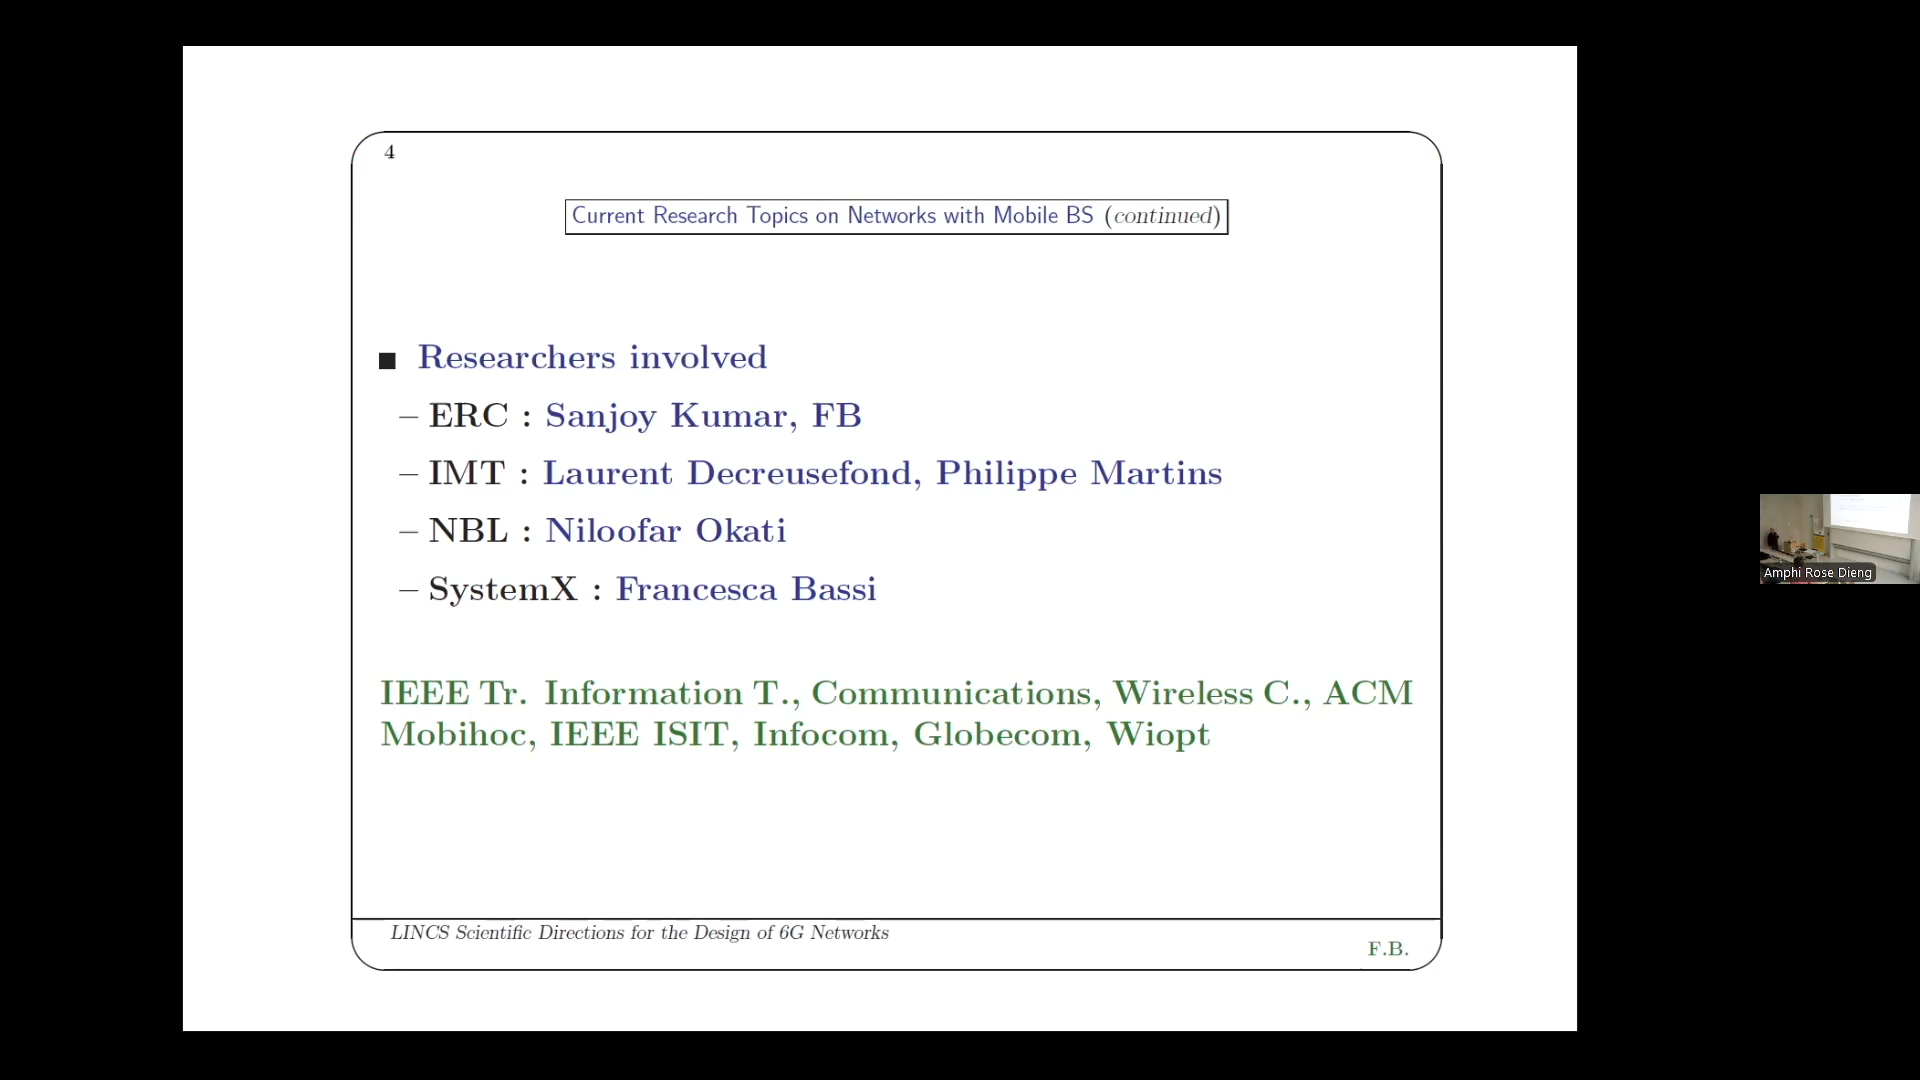 4
Current Research Topics on Networks with Mobile BS (continued)
Researchers involved
– ERC : Sanjoy Kumar, FB
– IMT : Laurent Decreusefond, Philippe Martins
– NBL : Niloofar Okati
– SystemX : Francesca Bassi
IEEE Tr. Information T., Communications, Wireless C., ACM
Mobihoc, IEEE ISIT, Infocom, Globecom, Wiopt
LINCS Scientific Directions for the Design of 6G Networks
F.B.
Amphi Rose Dieng